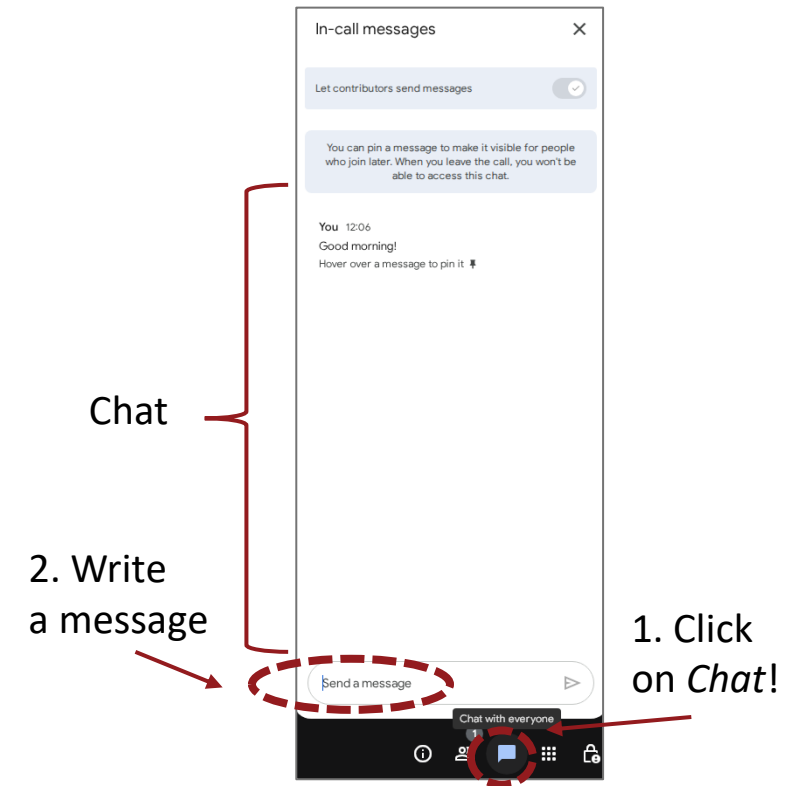 In-call messages
Let contributors send messages
You can pin a message to make it visible for people
who join later. When you leave the call, you won't be
able to access this chat.
You 12:06
Good morning!
Hover over a message to pin it
Chat
2. Write
a message
1. Click
on Chat!
Send a message
Chat with everyone
1